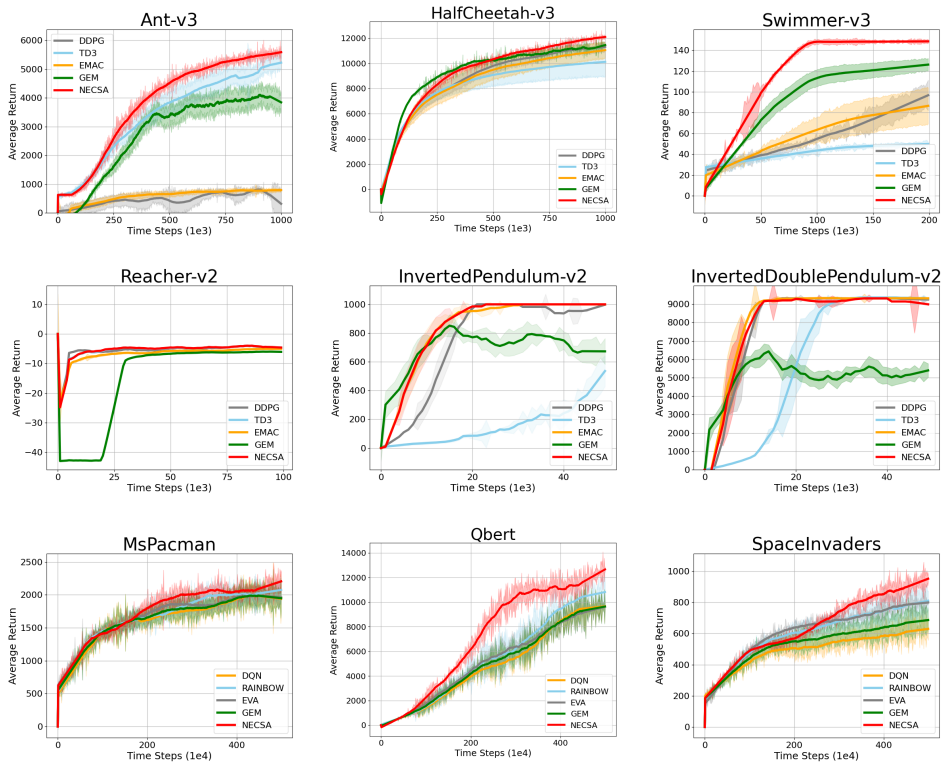 Ant-v3
6000
5000
4000
3000
2000
1000
0
Average Return
DDPG
TD3
EMAC
GEM
NECSA
0 250 500 750 1000
Time Steps (1e3)
HalfCheetah-v3
12000
10000
8000
6000
4000
2000
0
Average Return
DDPG
TD3
EMAC
GEM
NECSA
0 250 500 750 1000
Time Steps (1e3)
Swimmer-v3
140
120
100
80
60
40
20
0
Average Return
DDPG
TD3
EMAC
GEM
NECSA
0 50 100 150 200
Time Steps (1e3)
Reacher-v2
10
0
−10
−20
−30
−40
Average Return
DDPG
TD3
EMAC
GEM
NECSA
0 25 50 75 100
Time Steps (1e3)
InvertedPendulum-v2
1000
800
600
400
200
0
Average Return
DDPG
TD3
EMAC
GEM
NECSA
0 20 40
Time Steps (1e3)
InvertedDoublePendulum-v2
9000
8000
7000
6000
5000
4000
3000
2000
1000
0
Average Return
DDPG
TD3
EMAC
GEM
NECSA
0 20 40
Time Steps (1e3)
MsPacman
2500
2000
1500
1000
500
0
Average Return
DQN
RAINBOW
EVA
GEM
NECSA
0 200 400
Time Steps (1e4)
Qbert
14000
12000
10000
8000
6000
4000
2000
0
Average Return
DQN
RAINBOW
EVA
GEM
NECSA
0 200 400
Time Steps (1e4)
SpaceInvaders
1000
800
600
400
200
0
Average Return
DQN
RAINBOW
EVA
GEM
NECSA
0 200 400
Time Steps (1e4)